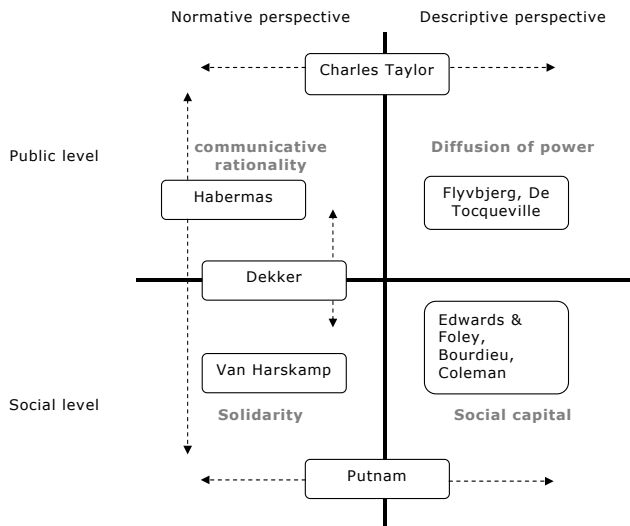 Normative perspective
Descriptive perspective
Charles Taylor
Public level
communicative
rationality
Diffusion of power
Habermas
Flyvbjerg, De
Tocqueville
Dekker
Edwards &
Foley,
Bourdieu,
Coleman
Van Harskamp
Social level
Solidarity
Social capital
Putnam